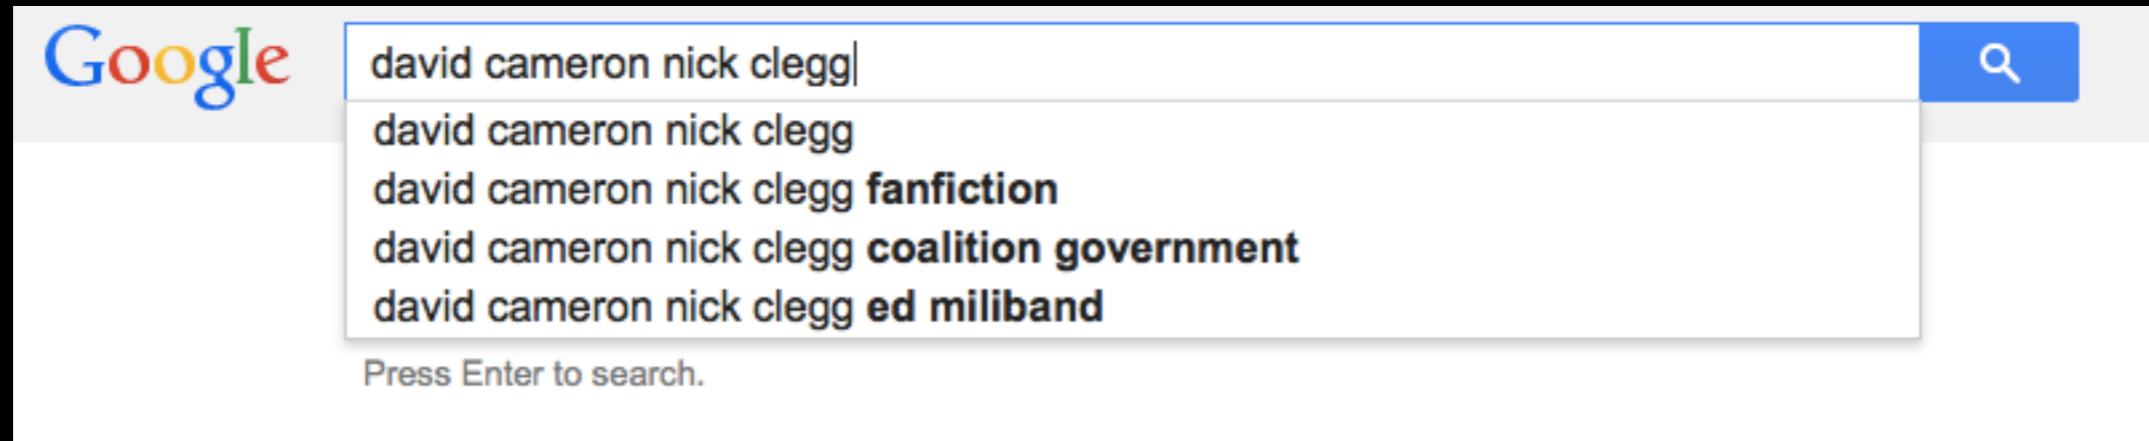 Google
david cameron nick clegg
david cameron nick clegg
david cameron nick clegg fanfiction
david cameron nick clegg coalition government
david cameron nick clegg ed miliband
Press Enter to search.